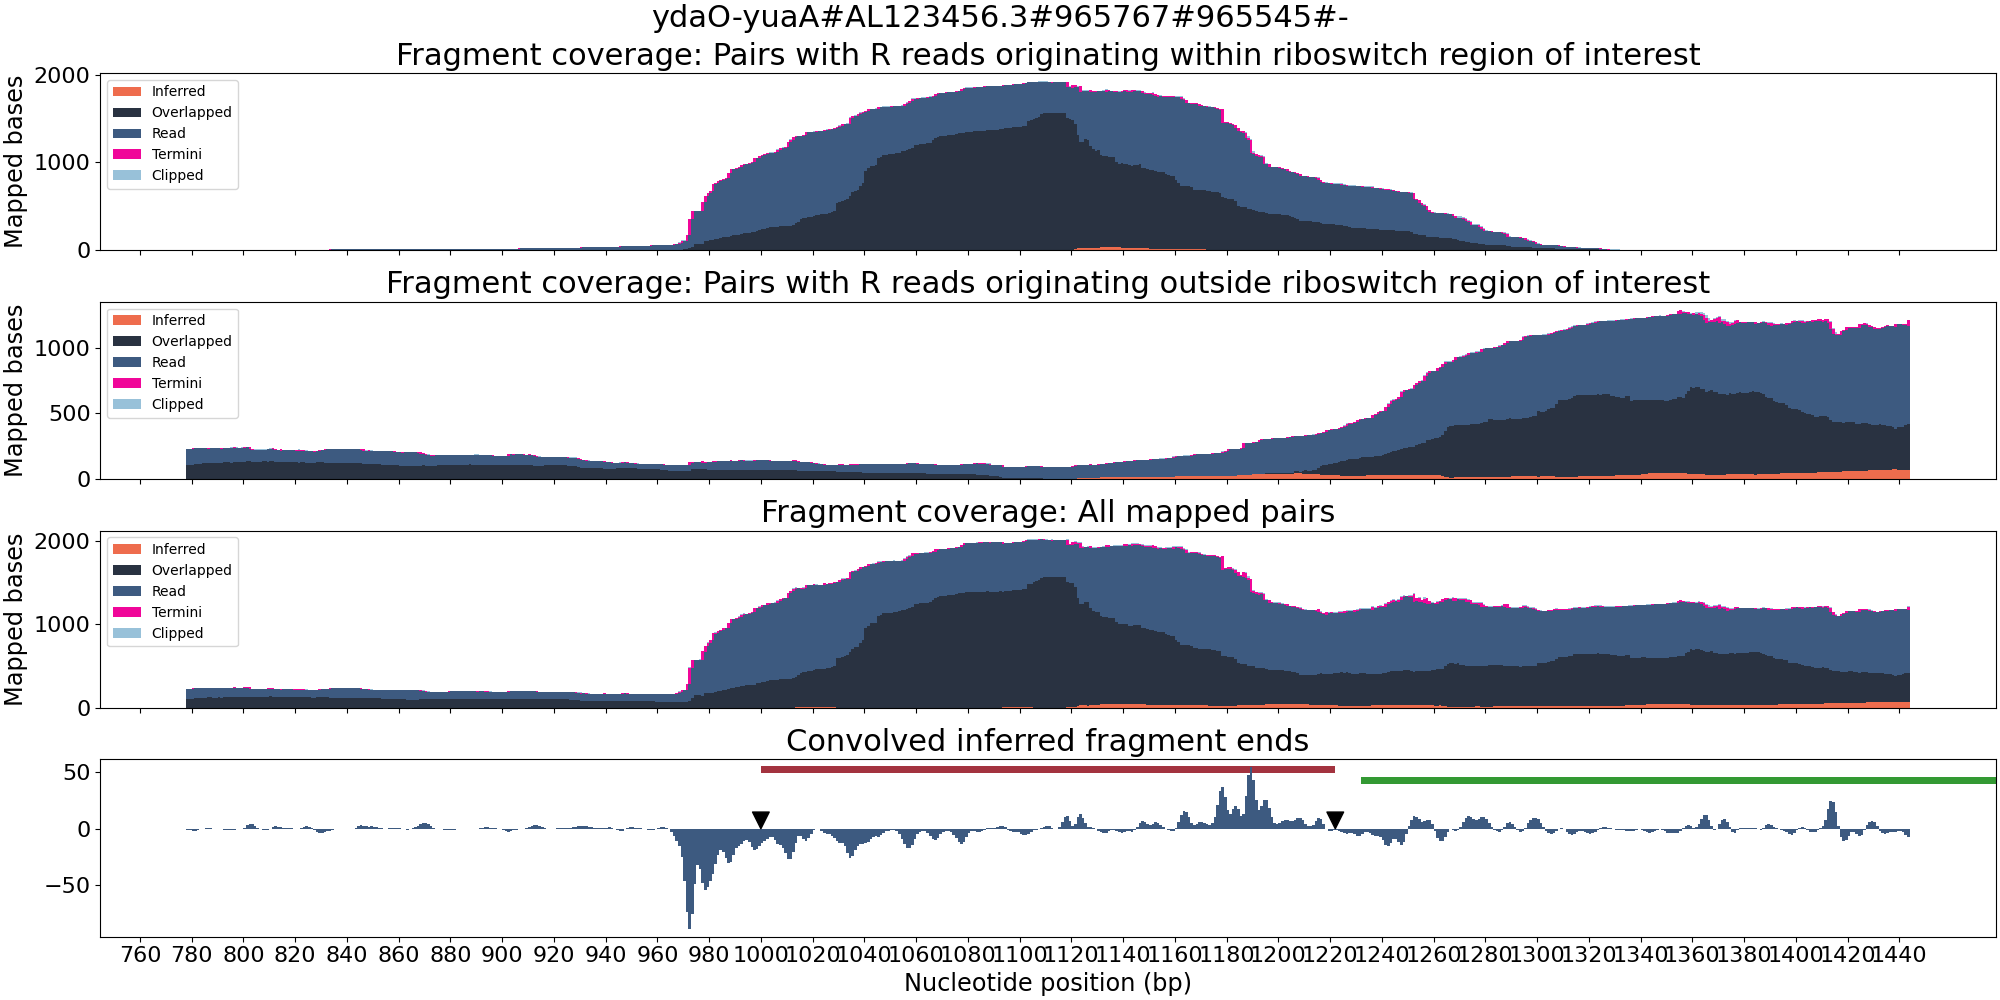 ydaO-yuaA#AL123456.3#965767#965545#-
Fragment coverage: Pairs with R reads originating within riboswitch region of interest
Mapped bases
2000
1000
0
Inferred
Overlapped
Read
Termini
Clipped
Fragment coverage: Pairs with R reads originating outside riboswitch region of interest
Mapped bases
1000
500
0
Inferred
Overlapped
Read
Termini
Clipped
Fragment coverage: All mapped pairs
Mapped bases
2000
1000
0
Inferred
Overlapped
Read
Termini
Clipped
Convolved inferred fragment ends
50
0
−50
760 780 800 820 840 860 880 900 920 940 960 980 1000 1020 1040 1060 1080 1100 1120 1140 1160 1180 1200 1220 1240 1260 1280 1300 1320 1340 1360 1380 1400 1420 1440
Nucleotide position (bp)